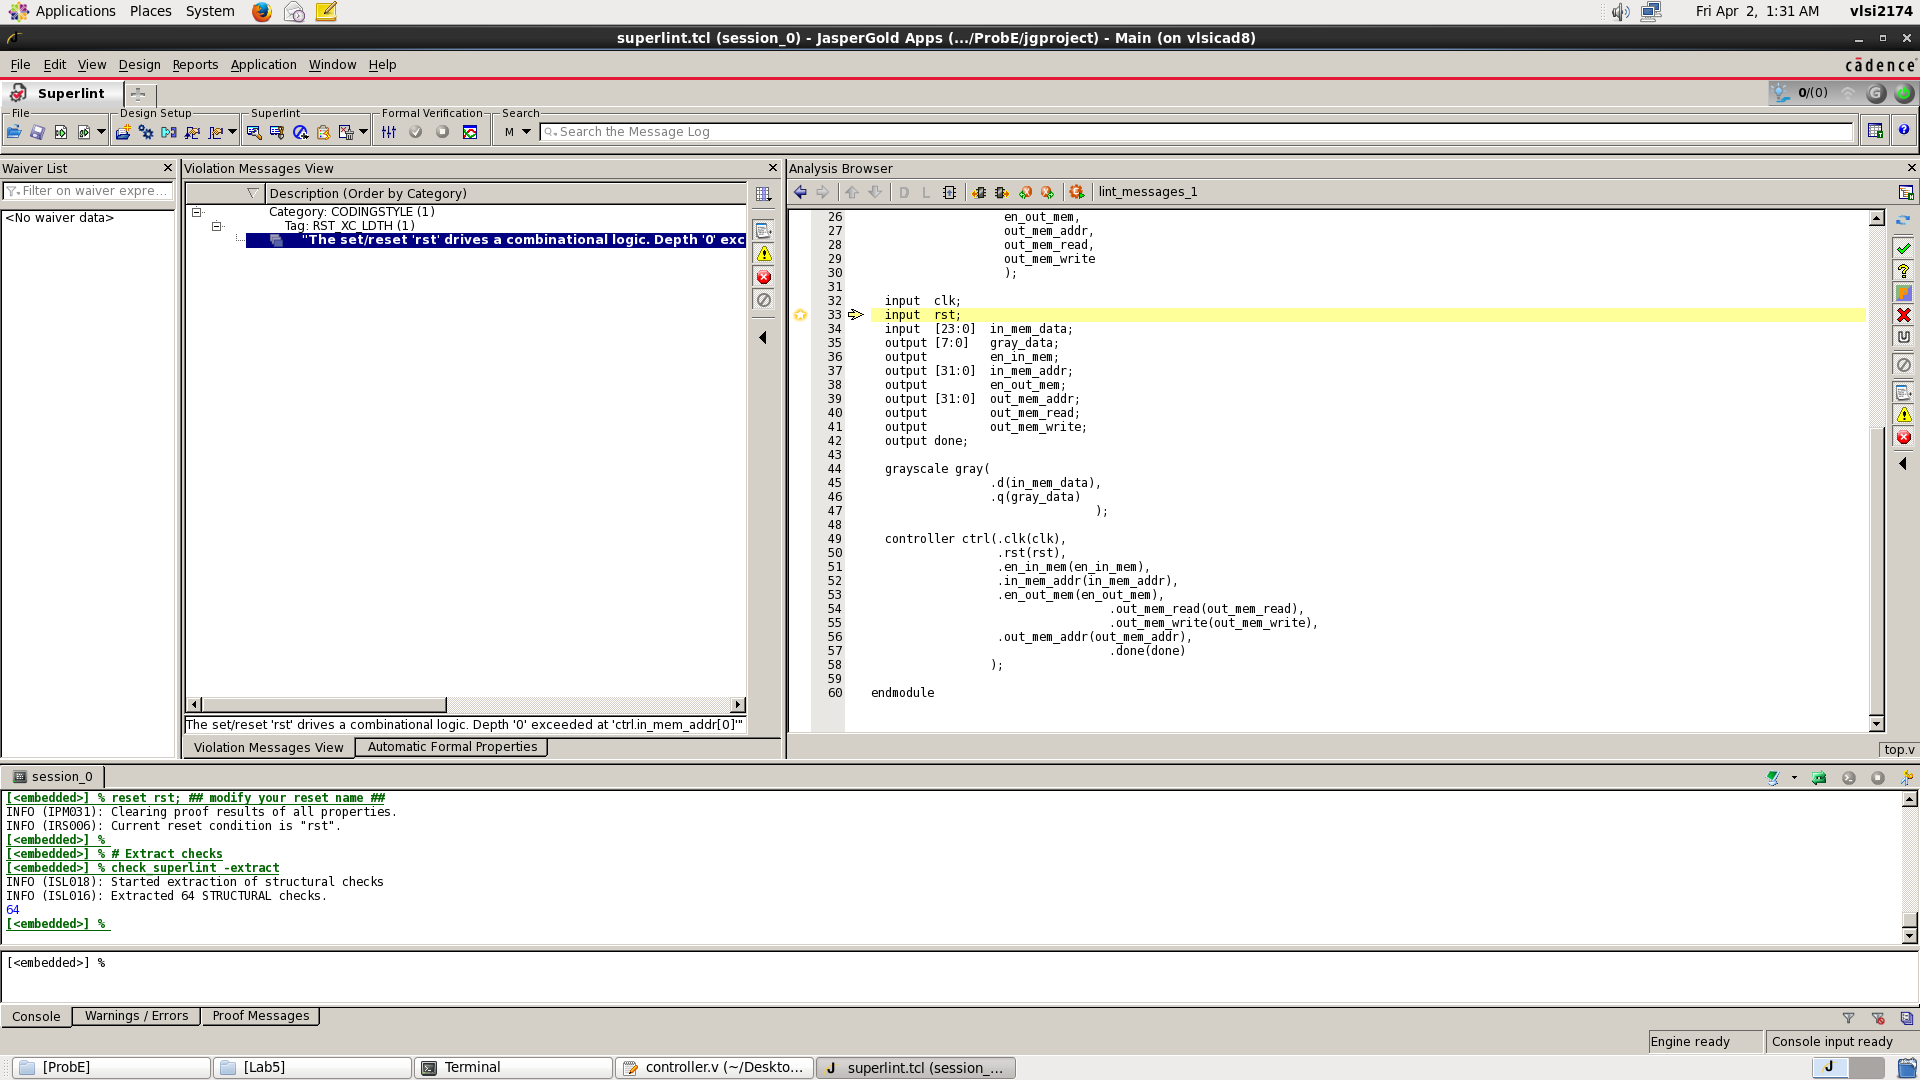 Applications Places System Fri Apr 2, 1:31 AM vlsi2174
superlint.tcl (session_0) - JasperGold Apps (.../ProbE/jgproject) - Main (on vlsicad8)
File Edit View Design Reports Application Window Help cādence
Superlint 0/(0)
File Design Setup Superlint Formal Verification Search
M Search the Message Log
Waiver List
Filter on waiver expre...
<No waiver data>
Violation Messages View
Description (Order by Category)
Category: CODINGSTYLE (1)
Tag: RST_XC_LDTH (1)
"The set/reset 'rst' drives a combinational logic. Depth '0' exc
The set/reset 'rst' drives a combinational logic. Depth '0' exceeded at 'ctrl.in_mem_addr[0]'"
Violation Messages View Automatic Formal Properties
Analysis Browser
D L lint_messages_1
26 en_out_mem,
27 out_mem_addr,
28 out_mem_read,
29 out_mem_write
30 );
31
32 input clk;
33 input rst;
34 input [23:0] in_mem_data;
35 output [7:0] gray_data;
36 output en_in_mem;
37 output [31:0] in_mem_addr;
38 output en_out_mem;
39 output [31:0] out_mem_addr;
40 output out_mem_read;
41 output out_mem_write;
42 output done;
43
44 grayscale gray(
45 .d(in_mem_data),
46 .q(gray_data)
47 );
48
49 controller ctrl(.clk(clk),
50 .rst(rst),
51 .en_in_mem(en_in_mem),
52 .in_mem_addr(in_mem_addr),
53 .en_out_mem(en_out_mem),
54 .out_mem_read(out_mem_read),
55 .out_mem_write(out_mem_write),
56 .out_mem_addr(out_mem_addr),
57 .done(done)
58 );
59
60 endmodule
top.v
session_0
[<embedded>] % reset rst; ## modify your reset name ##
INFO (IPM031): Clearing proof results of all properties.
INFO (IRS006): Current reset condition is "rst".
[<embedded>] %
[<embedded>] % # Extract checks
[<embedded>] % check_superlint -extract
INFO (ISL018): Started extraction of structural checks
INFO (ISL016): Extracted 64 STRUCTURAL checks.
64
[<embedded>] %
[<embedded>] %
Console Warnings / Errors Proof Messages
Engine ready Console input ready
[ProbE] [Lab5] Terminal controller.v (~/Deskto... superlint.tcl (session_...